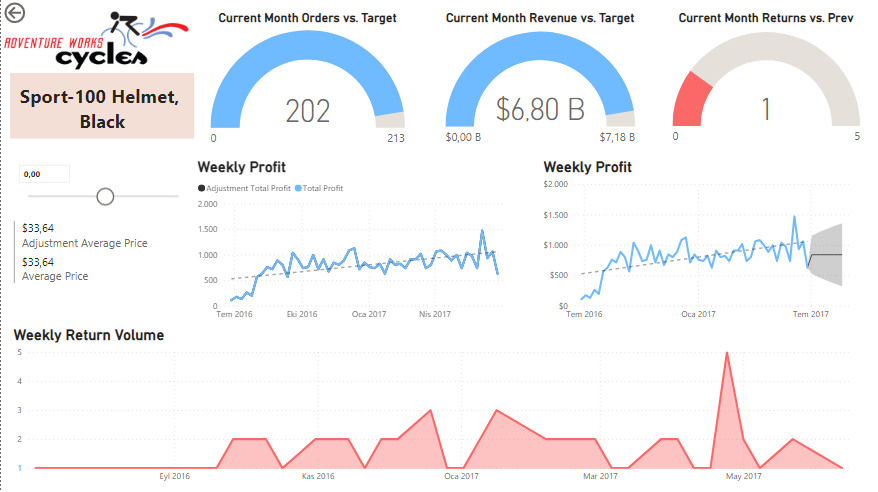 ADVENTURE WORKS
cycles
Sport-100 Helmet,
Black
Current Month Orders vs. Target
202
0
213
Current Month Revenue vs. Target
$6,80 B
$0,00 B
$7,18 B
Current Month Returns vs. Prev
1
0
5
0,00
$33,64
Adjustment Average Price
$33,64
Average Price
Weekly Profit
Adjustment Total Profit Total Profit
2.000
1.500
1.000
500
0
Tem 2016 Eki 2016 Oca 2017 Nis 2017
Weekly Profit
$2.000
$1.500
$1.000
$500
$0
Tem 2016 Oca 2017 Tem 2017
Weekly Return Volume
5
4
3
2
1
Eyl 2016 Kas 2016 Oca 2017 Mar 2017 May 2017